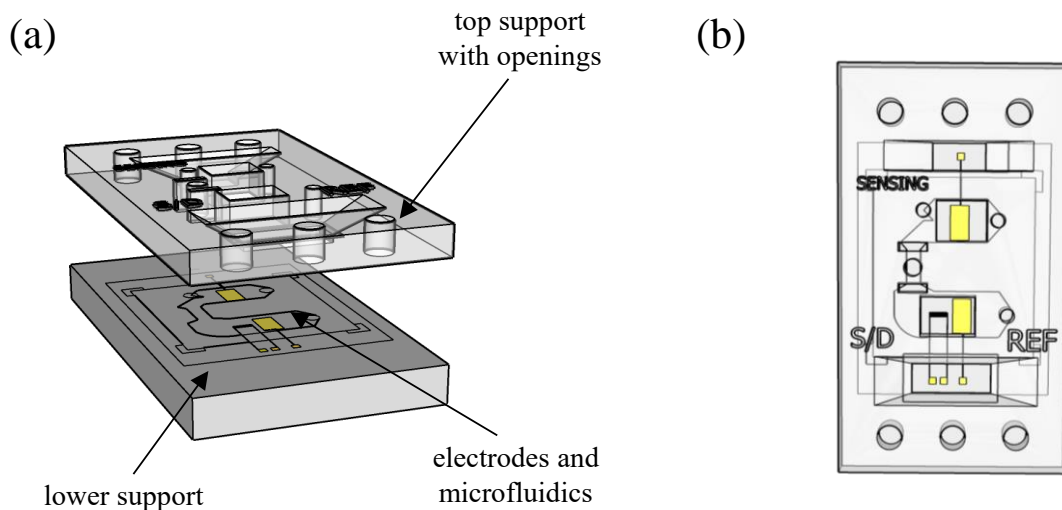 (a)
top support
with openings
lower support
electrodes and
microfluidics
(b)
SENSING
S/D
REF